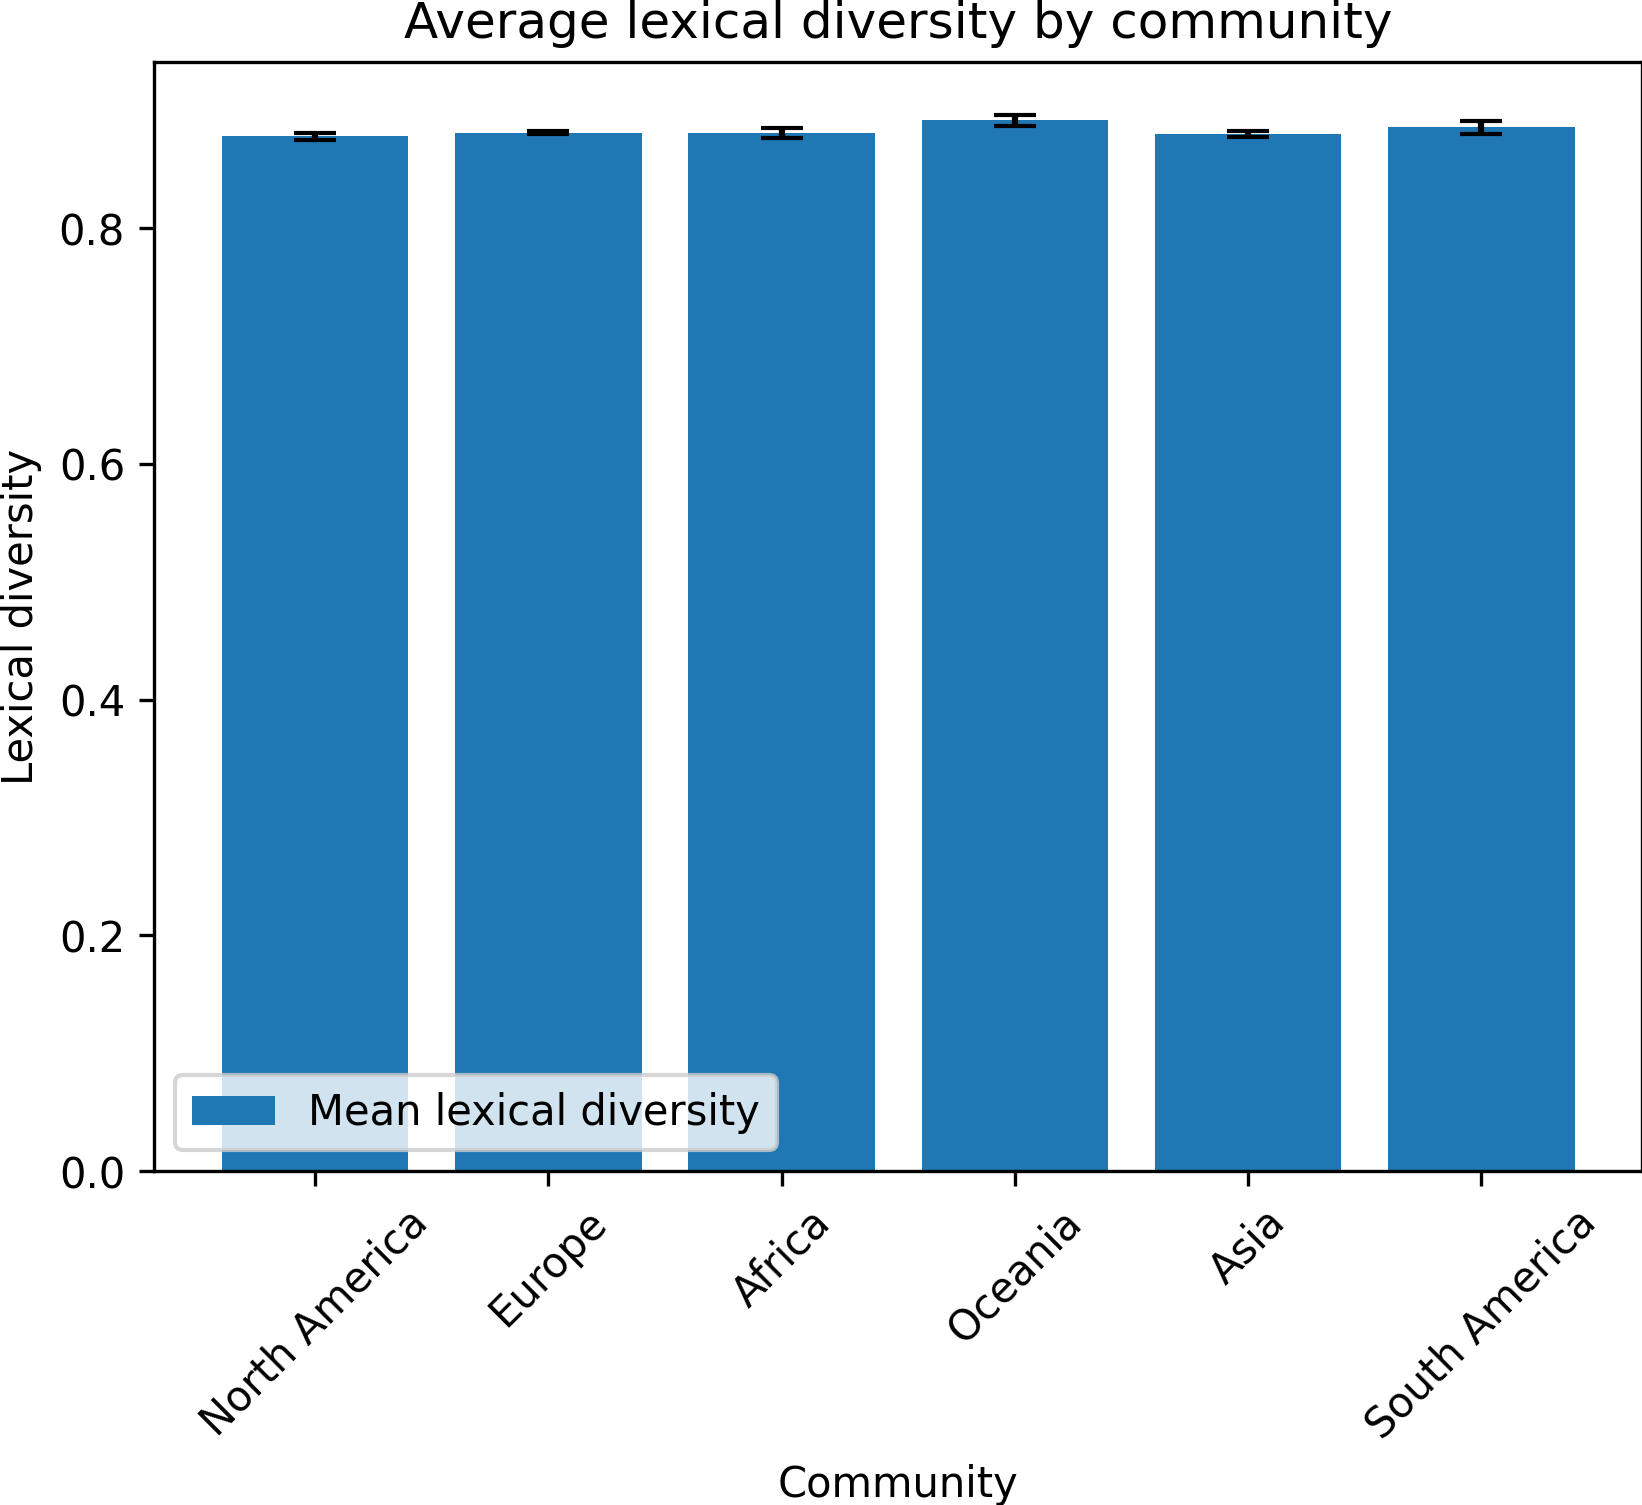 Average lexical diversity by community
Lexical diversity
0.8
0.6
0.4
0.2
0.0
Mean lexical diversity
North America
Europe
Africa
Oceania
Asia
South America
Community